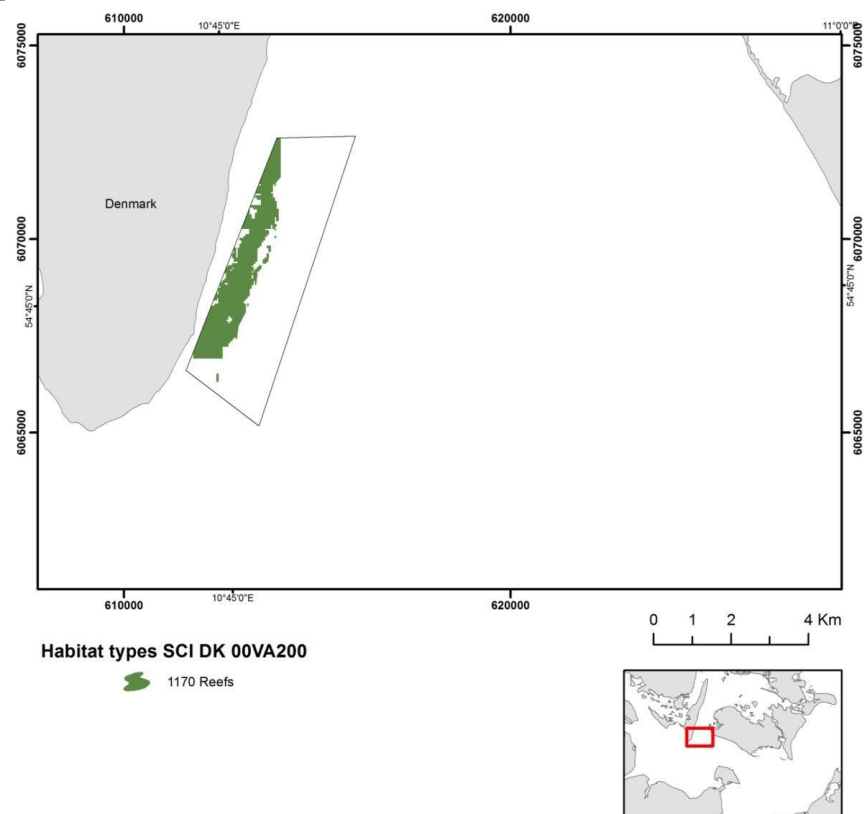 610000 620000
10°45'0"E 11°0'0"E
6075000 6075000
Denmark
6070000 6070000
54°45'0"N 54°45'0"N
6065000 6065000
610000 10°45'0"E 620000
0 1 2 4 Km
Habitat types SCI DK 00VA200
1170 Reefs